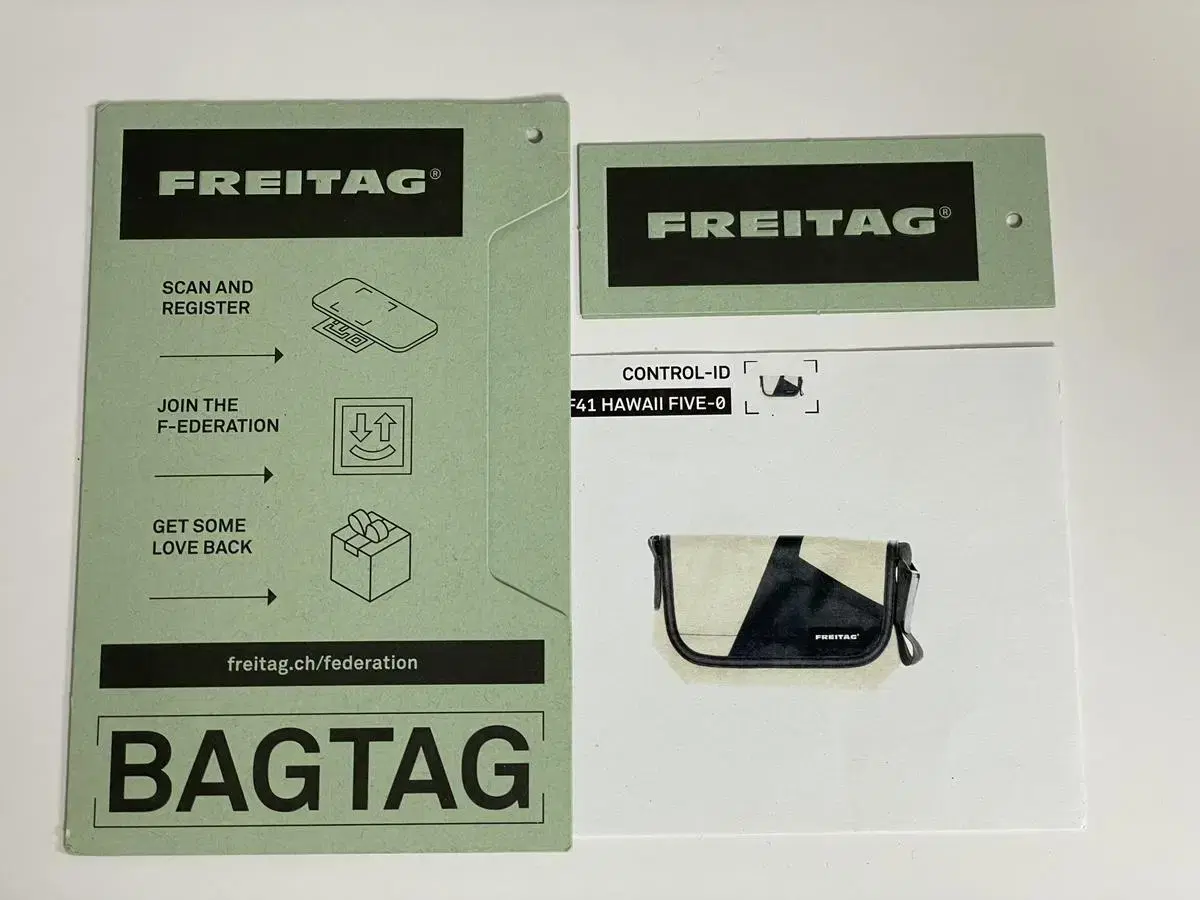 FREITAG®
SCAN AND
REGISTER
JOIN THE
F-EDERATION
GET SOME
LOVE BACK
freitag.ch/federation
BAGTAG
FREITAG®
CONTROL-ID
F41 HAWAII FIVE-0
FREITAG®